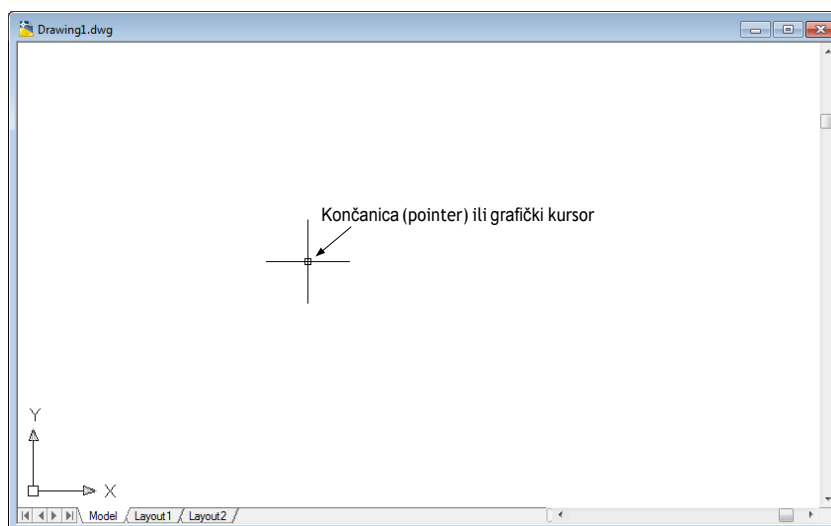 Drawing1.dwg
Končanica (pointer) ili grafički kursor
Y
X
Model Layout1 Layout2